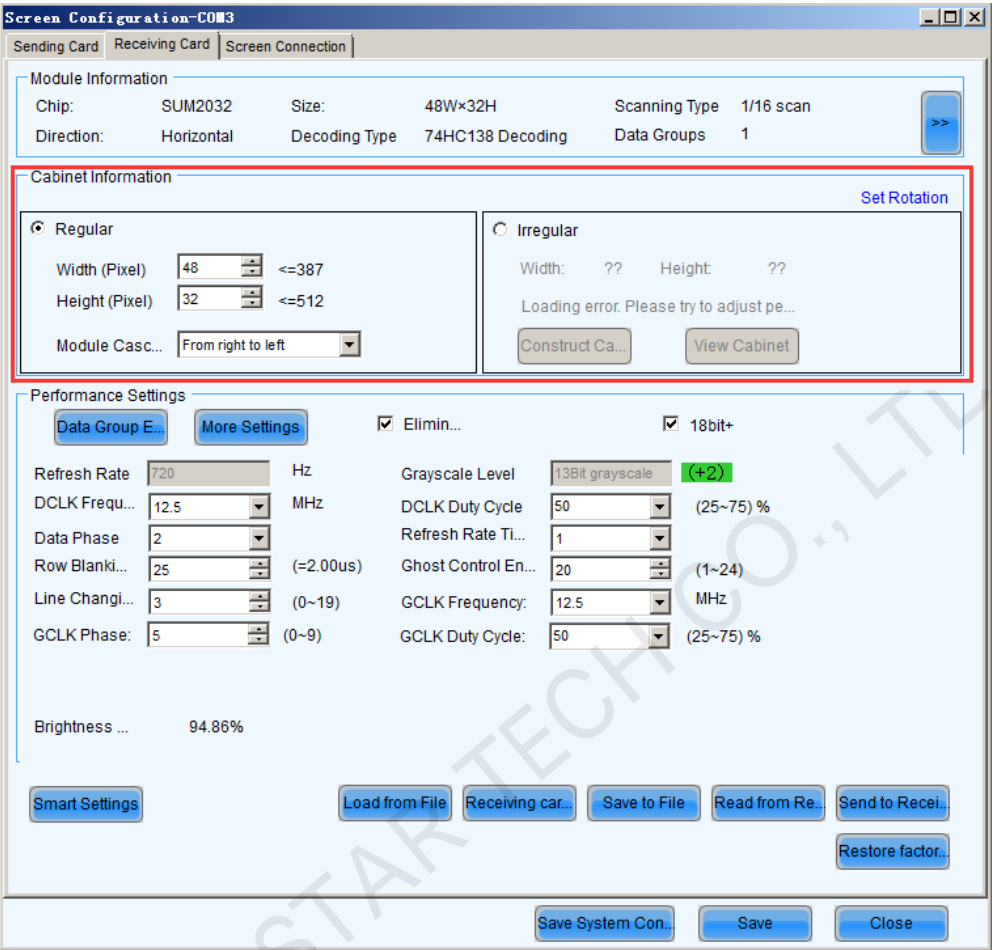 Screen Configuration-COM3
Sending Card Receiving Card Screen Connection
Module Information
Chip: SUM2032 Size: 48W×32H Scanning Type 1/16 scan
Direction: Horizontal Decoding Type 74HC138 Decoding Data Groups 1
>>
Cabinet Information
Set Rotation
Regular
Width (Pixel) 48 <=387
Height (Pixel) 32 <=512
Module Casc... From right to left
Irregular
Width: ?? Height: ??
Loading error. Please try to adjust pe...
Construct Ca... View Cabinet
Performance Settings
Data Group E... More Settings Elimin... 18bit+
Refresh Rate 720 Hz Grayscale Level 13Bit grayscale (+2)
DCLK Frequ... 12.5 MHz DCLK Duty Cycle 50 (25~75) %
Data Phase 2 Refresh Rate Ti... 1
Row Blanki... 25 (=2.00us) Ghost Control En... 20 (1~24)
Line Changi... 3 (0~19) GCLK Frequency: 12.5 MHz
GCLK Phase: 5 (0~9) GCLK Duty Cycle: 50 (25~75) %
Brightness ... 94.86%
Smart Settings Load from File Receiving car... Save to File Read from Re... Send to Recei...
Restore factor...
Save System Con... Save Close
STARTECH CO., LTD